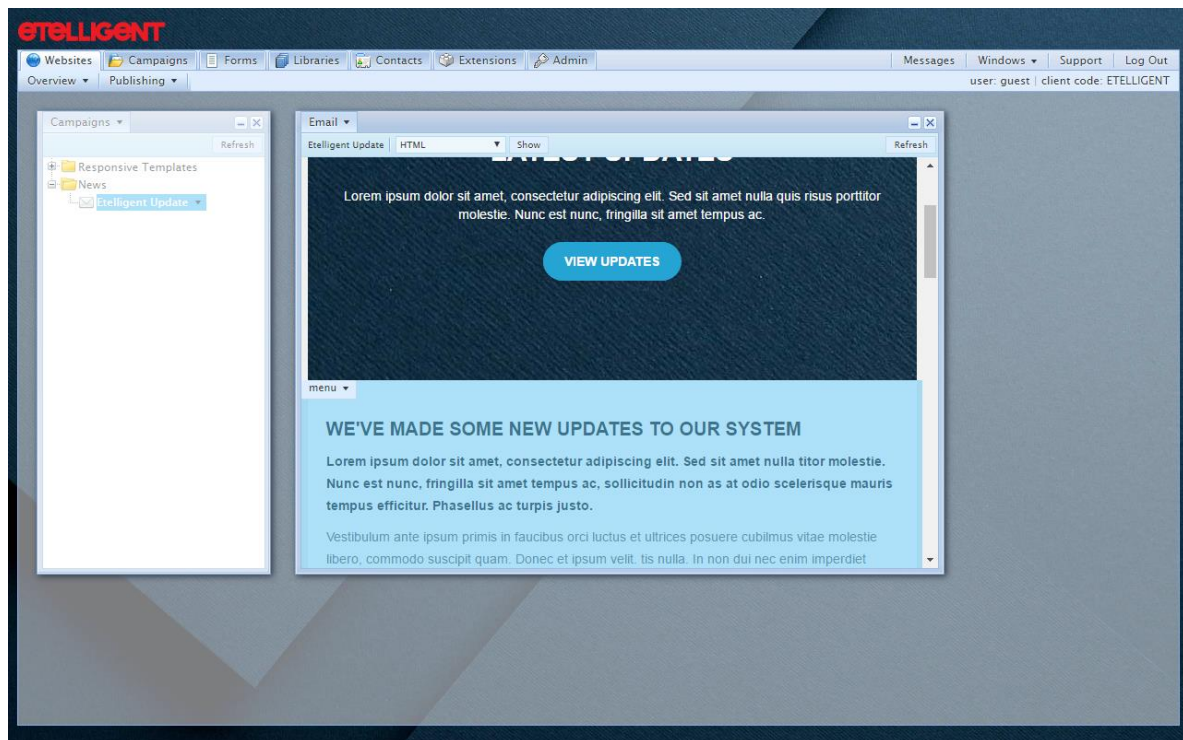 eTeLLIGeNT
Websites Campaigns Forms Libraries Contacts Extensions Admin Messages Windows Support Log Out
Overview Publishing user: guest client code: ETELLIGENT
Campaigns
Refresh
Responsive Templates
News
Etelligent Update
Email
Etelligent Update HTML Show Refresh
LATEST UPDATES
Lorem ipsum dolor sit amet, consectetur adipiscing elit. Sed sit amet nulla quis risus porttitor
molestie. Nunc est nunc, fringilla sit amet tempus ac.
VIEW UPDATES
menu
WE'VE MADE SOME NEW UPDATES TO OUR SYSTEM
Lorem ipsum dolor sit amet, consectetur adipiscing elit. Sed sit amet nulla titor molestie.
Nunc est nunc, fringilla sit amet tempus ac, sollicitudin non as at odio scelerisque mauris
tempus efficitur. Phasellus ac turpis justo.
Vestibulum ante ipsum primis in faucibus orci luctus et ultrices posuere cubilmus vitae molestie
libero, commodo suscipit quam. Donec et ipsum velit. tis nulla. In non dui nec enim imperdiet